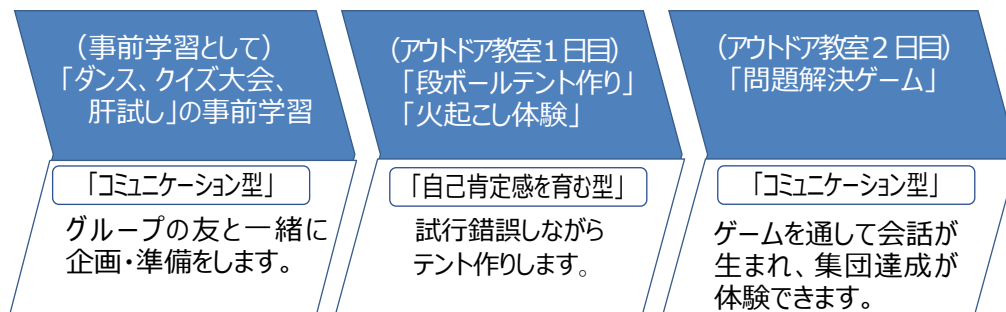 (事前学習として)
「ダンス、クイズ大会、
肝試し」の事前学習
「コミュニケーション型」
グループの友と一緒に
企画・準備をします。
(アウトドア教室1日目)
「段ボールテント作り」
「火起こし体験」
「自己肯定感を育む型」
試行錯誤しながら
テント作りします。
(アウトドア教室2日目)
「問題解決ゲーム」
「コミュニケーション型」
ゲームを通して会話が
生まれ、集団達成が
体験できます。